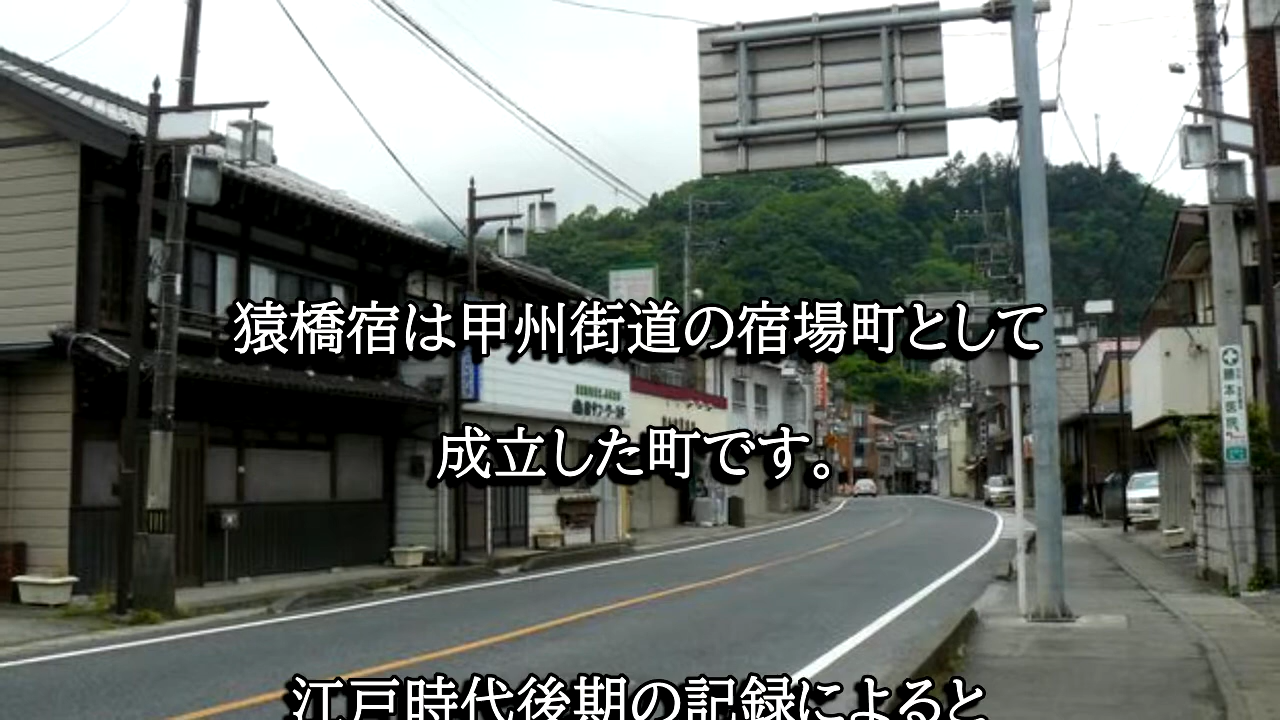 猿橋宿は甲州街道の宿場町として
成立した町です。
江戸時代後期の記録によると